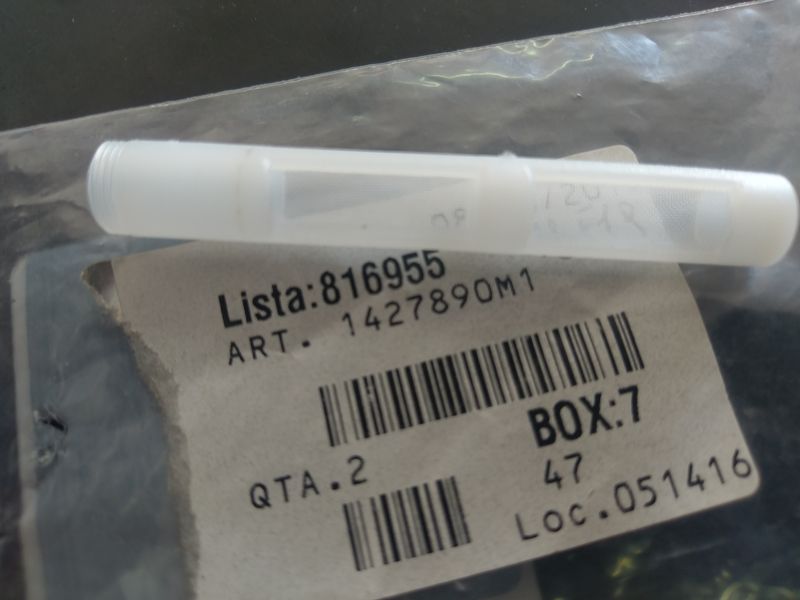 Lista:816955
ART. 1427890M1
BOX:7
QTA.2
47
Loc.051416